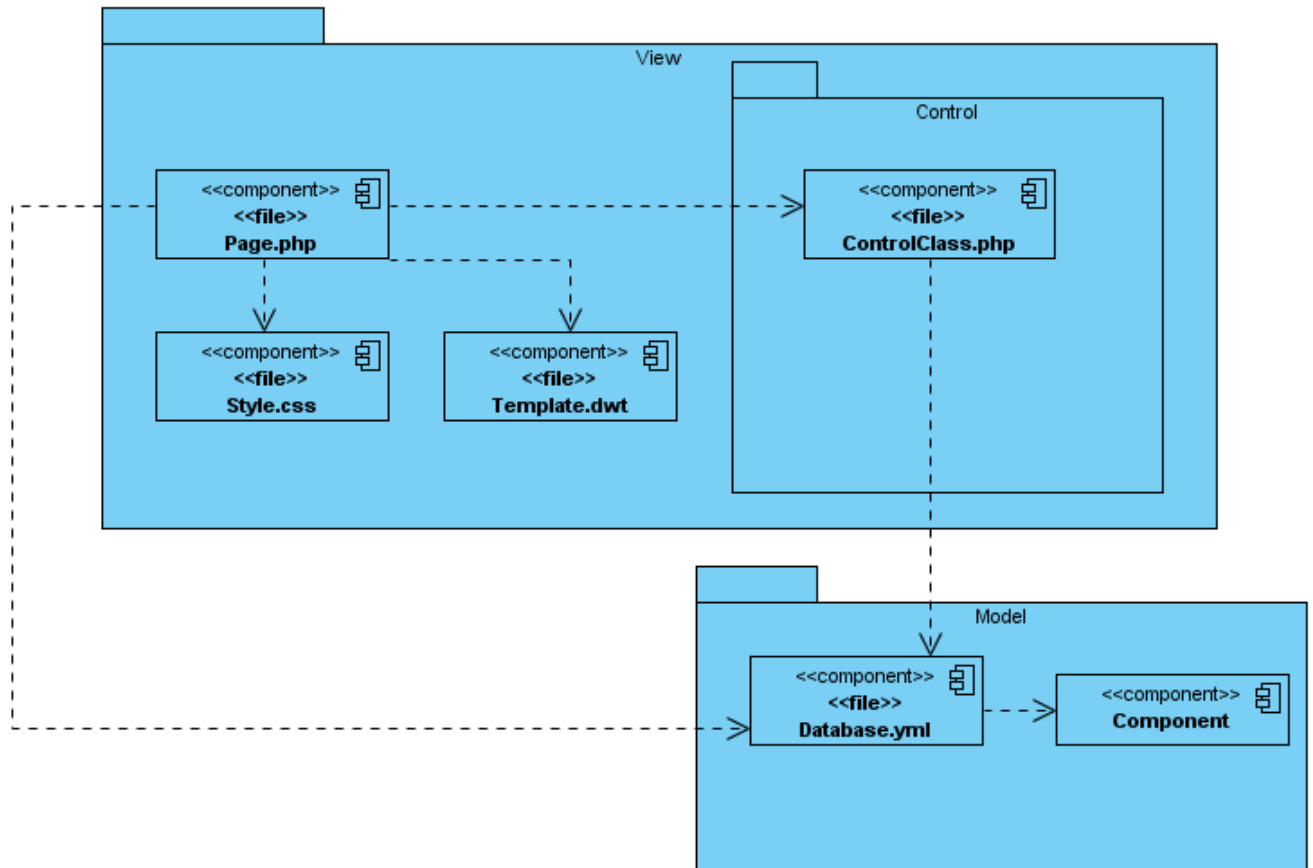 View
Control
<<component>>
<<file>>
Page.php
<<component>>
<<file>>
ControlClass.php
<<component>>
<<file>>
Style.css
<<component>>
<<file>>
Template.dwt
Model
<<component>>
<<file>>
Database.yml
<<component>>
Component